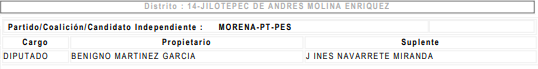 Distrito : 14-JILOTEPEC DE ANDRES MOLINA ENRIQUEZ
Partido/Coalición/Candidato Independiente : MORENA-PT-PES
Cargo Propietario Suplente
DIPUTADO BENIGNO MARTINEZ GARCIA J INES NAVARRETE MIRANDA